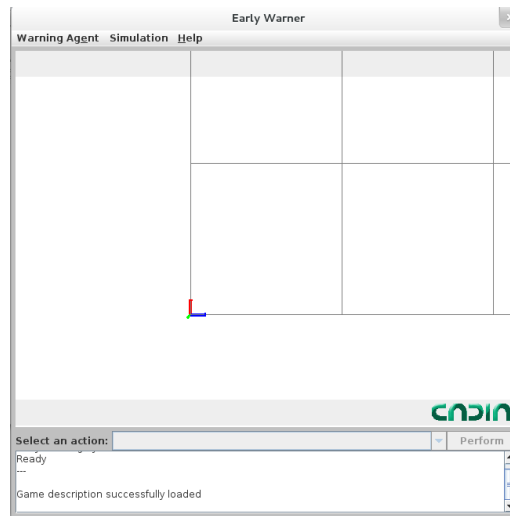 Early Warner
Warning Agent Simulation Help
Select an action:
Perform
Ready
---
Game description successfully loaded